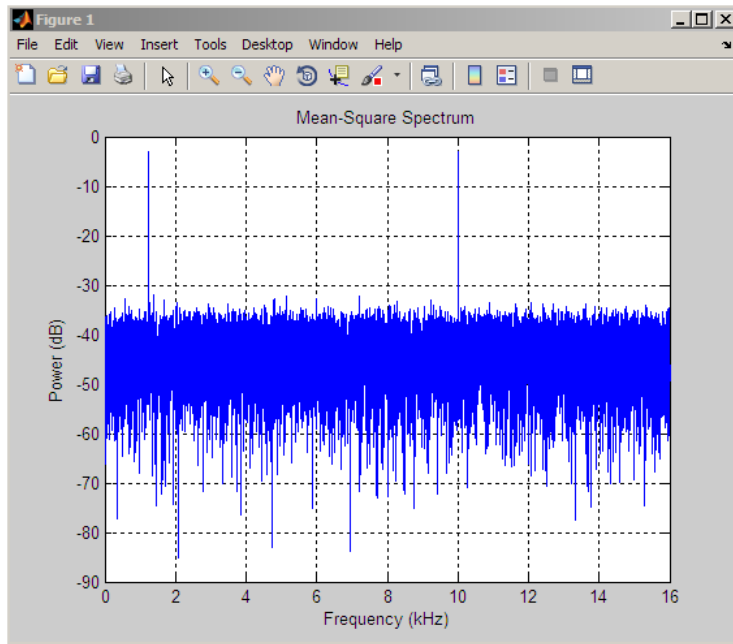 Figure 1
File Edit View Insert Tools Desktop Window Help
Mean-Square Spectrum
0
-10
-20
-30
-40
-50
-60
-70
-80
-90
Power (dB)
0 2 4 6 8 10 12 14 16
Frequency (kHz)